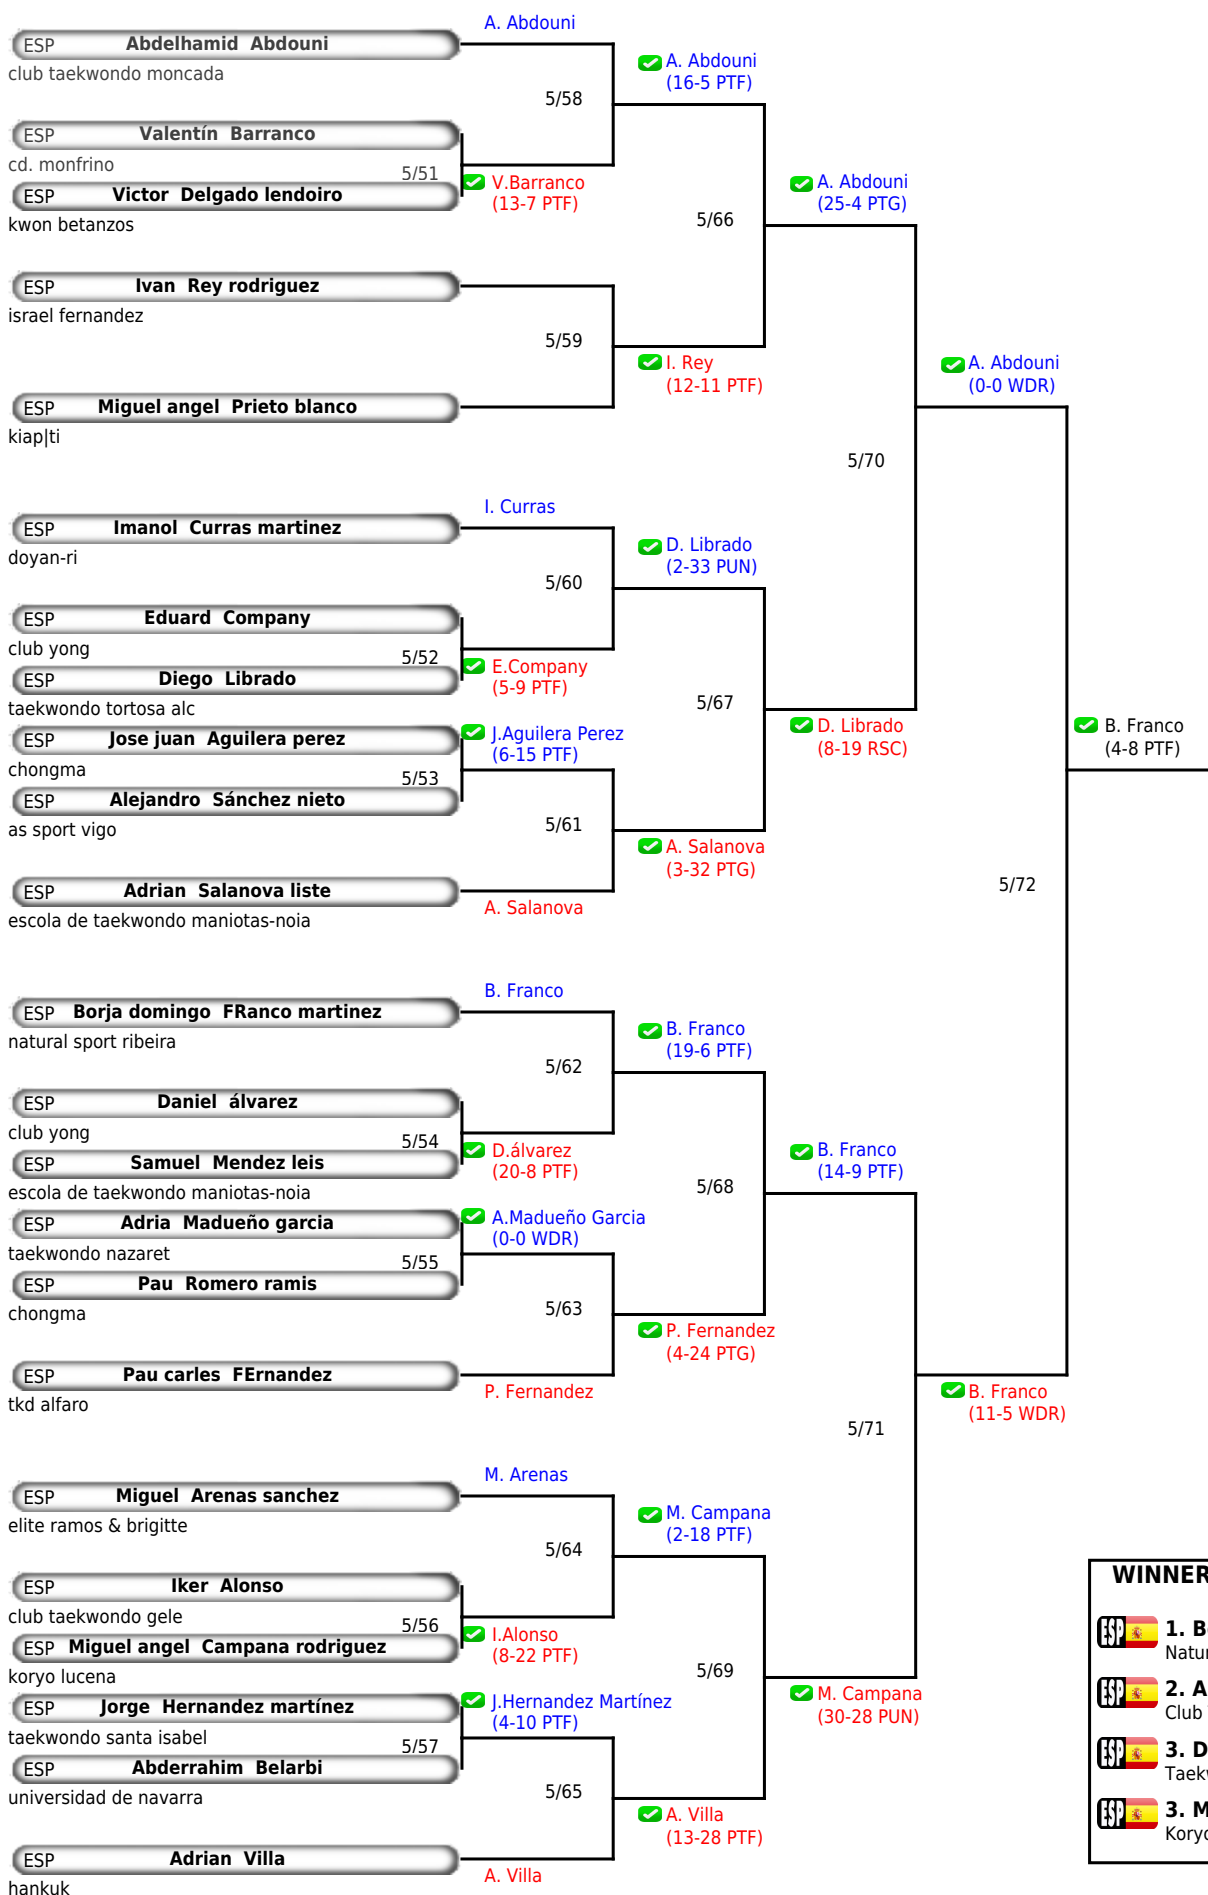 A. Abdouni
ESP Abdelhamid Abdouni
club taekwondo moncada
A. Abdouni
(16-5 PTF)
5/58
ESP Valentín Barranco
cd. monfrino
5/51
V.Barranco
(13-7 PTF)
ESP Victor Delgado lendoiro
kwon betanzos
A. Abdouni
(25-4 PTG)
5/66
ESP Ivan Rey rodriguez
israel fernandez
5/59
I. Rey
(12-11 PTF)
A. Abdouni
(0-0 WDR)
ESP Miguel angel Prieto blanco
kiap|ti
5/70
I. Curras
ESP Imanol Curras martinez
doyan-ri
D. Librado
(2-33 PUN)
5/60
ESP Eduard Company
club yong
5/52
E.Company
(5-9 PTF)
ESP Diego Librado
taekwondo tortosa alc
5/67
D. Librado
(8-19 RSC)
B. Franco
(4-8 PTF)
ESP Jose juan Aguilera perez
chongma
J.Aguilera Perez
(6-15 PTF)
5/53
ESP Alejandro Sánchez nieto
as sport vigo
5/61
A. Salanova
(3-32 PTG)
5/72
ESP Adrian Salanova liste
escola de taekwondo maniotas-noia
A. Salanova
B. Franco
ESP Borja domingo FRanco martinez
natural sport ribeira
B. Franco
(19-6 PTF)
5/62
ESP Daniel álvarez
club yong
5/54
D.álvarez
(20-8 PTF)
ESP Samuel Mendez leis
escola de taekwondo maniotas-noia
B. Franco
(14-9 PTF)
5/68
ESP Adria Madueño garcia
taekwondo nazaret
A.Madueño Garcia
(0-0 WDR)
5/55
ESP Pau Romero ramis
chongma
5/63
P. Fernandez
(4-24 PTG)
ESP Pau carles FErnandez
tkd alfaro
P. Fernandez
B. Franco
(11-5 WDR)
5/71
M. Arenas
ESP Miguel Arenas sanchez
elite ramos & brigitte
M. Campana
(2-18 PTF)
5/64
ESP Iker Alonso
club taekwondo gele
5/56
I.Alonso
(8-22 PTF)
ESP Miguel angel Campana rodriguez
koryo lucena
5/69
M. Campana
(30-28 PUN)
ESP Jorge Hernandez martínez
taekwondo santa isabel
J.Hernandez Martínez
(4-10 PTF)
5/57
ESP Abderrahim Belarbi
universidad de navarra
5/65
A. Villa
(13-28 PTF)
ESP Adrian Villa
hankuk
A. Villa
WINNER
ESP 1. B
Natur
ESP 2. A
Club
ESP 3. D
Taek
ESP 3. M
Koryo